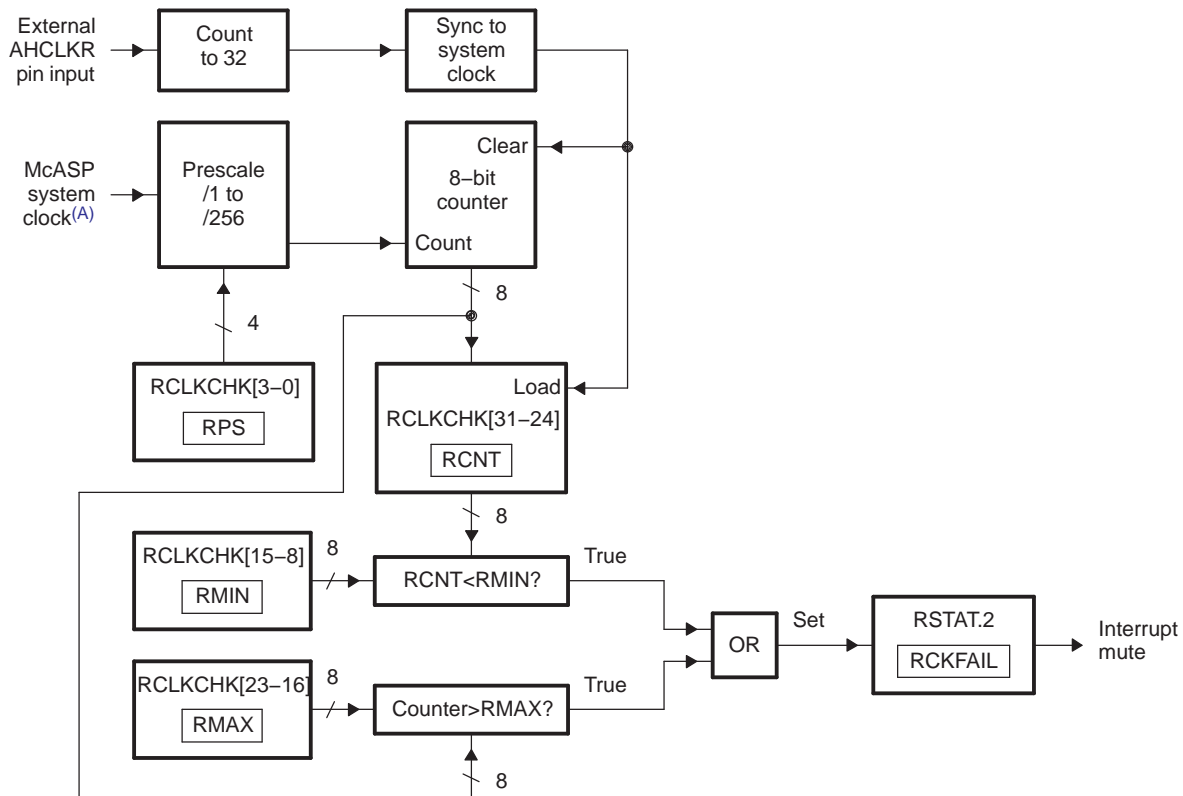 External
AHCLKR
pin input
Count
to 32
Sync to
system
clock
McASP
system
clock(A)
Prescale
/1 to
/256
Clear
8−bit
counter
Count
8
4
RCLKCHK[3−0]
RPS
Load
RCLKCHK[31−24]
RCNT
8
RCLKCHK[15−8]
RMIN
8
RCNT<RMIN?
True
OR
Set
RSTAT.2
RCKFAIL
Interrupt
mute
RCLKCHK[23−16]
RMAX
8
Counter>RMAX?
True
8